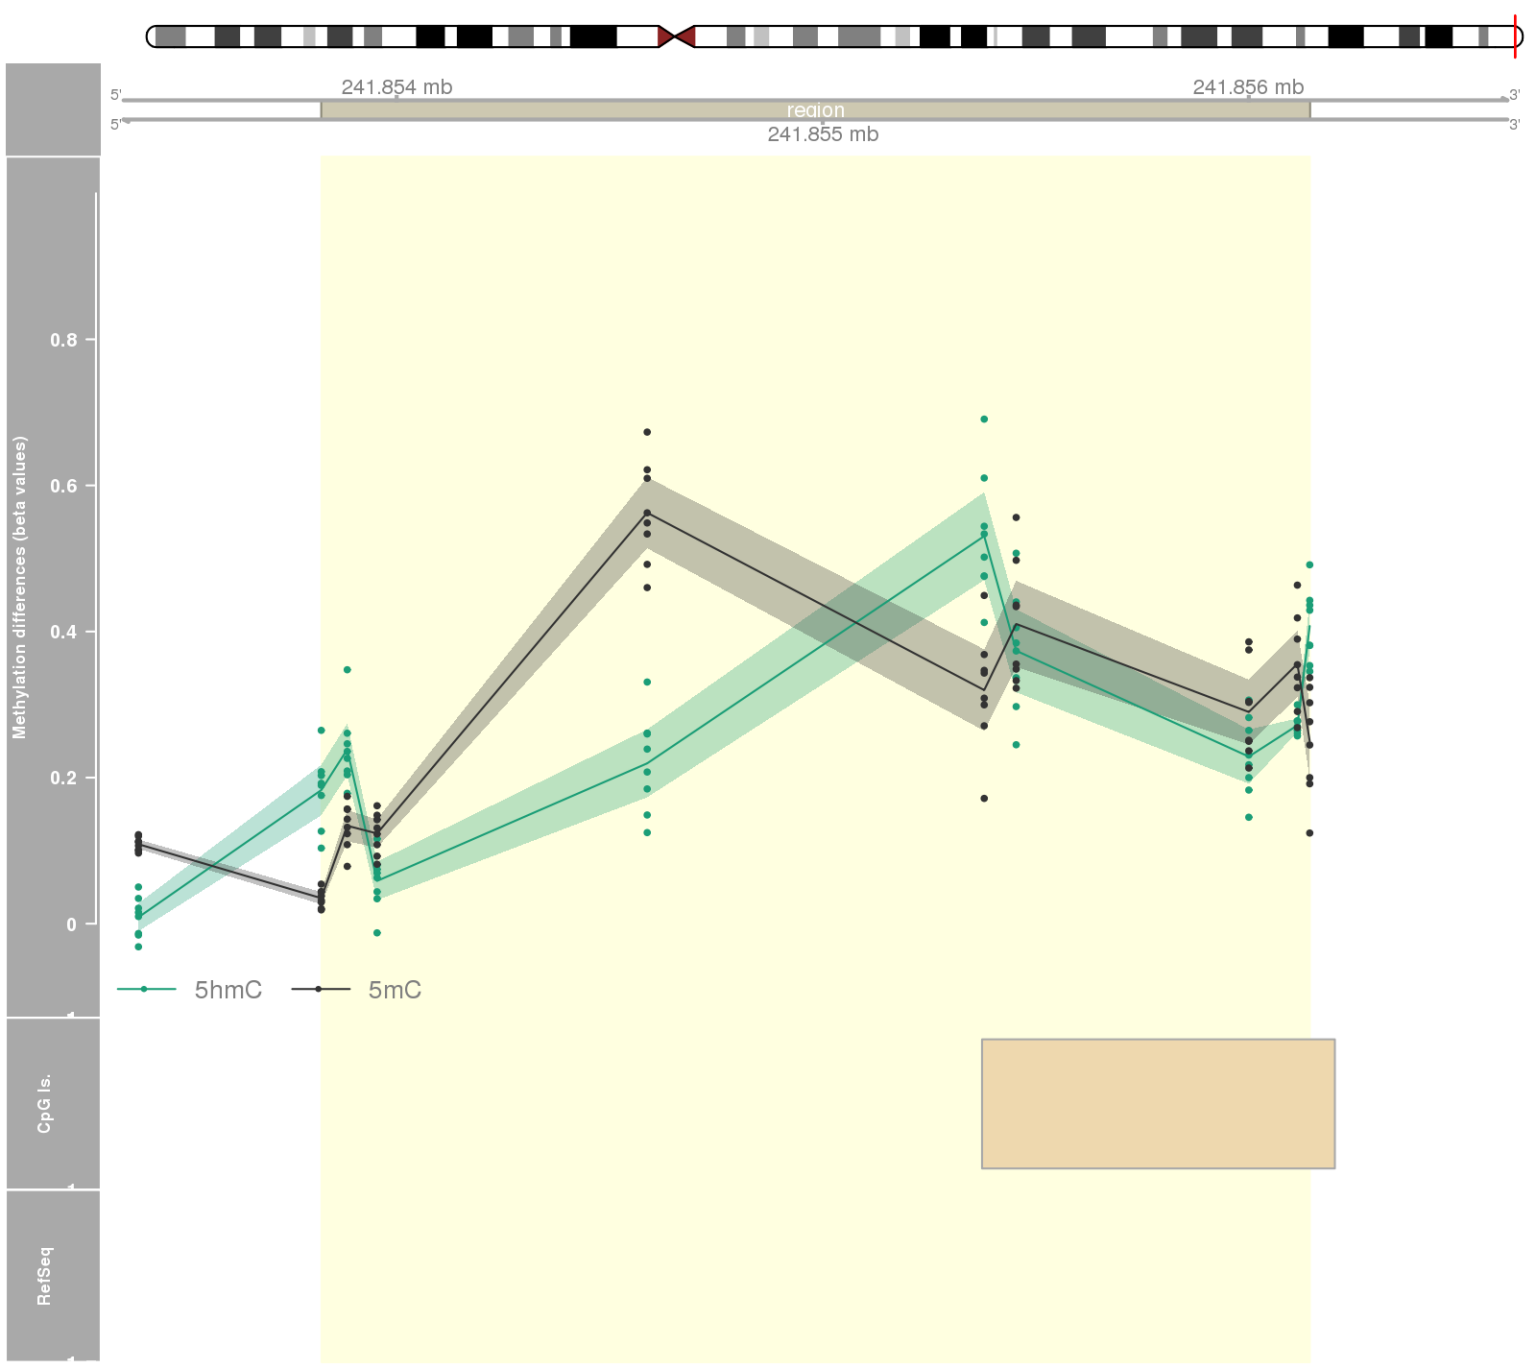 241.854 mb
241.856 mb
5'
3'
region
5'
3'
241.855 mb
Methylation differences (beta values)
0.8
0.6
0.4
0.2
0
5hmC
5mC
CpG Is.
RefSeq